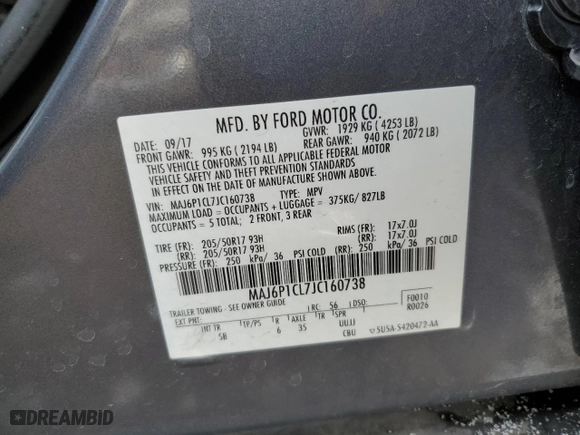 MFD. BY FORD MOTOR CO.
DATE: 09/17 GVWR: 1929 KG (4253 LB)
FRONT GAWR: 995 KG (2194 LB) REAR GAWR: 940 KG (2072 LB)
THIS VEHICLE CONFORMS TO ALL APPLICABLE FEDERAL MOTOR
VEHICLE SAFETY AND THEFT PREVENTION STANDARDS
IN EFFECT ON THE DATE OF MANUFACTURE SHOWN ABOVE.
VIN: MAJ6P1CL7JC160738 TYPE: MPV
MAXIMUM LOAD = OCCUPANTS + LUGGAGE = 375KG/ 827LB
OCCUPANTS = 5 TOTAL; 2 FRONT, 3 REAR
TIRE (FR): 205/50R17 93H RIMS (FR): 17x7.0J
(RR): 205/50R17 93H (RR): 17x7.0J
PRESSURE (FR): 250 kPa/ 36 PSI COLD (RR): 250 kPa/ 36 PSI COLD
MAJ6P1CL7JC160738
TRAILER TOWING - SEE OWNER GUIDE RC: 56 DSO: F0010
EXT PNT: R0026
INT TR TP/PS R AXLE TR SPR UUJJ
5B 6 35 CBU 5U5A-S420472-AA
DREAMBID